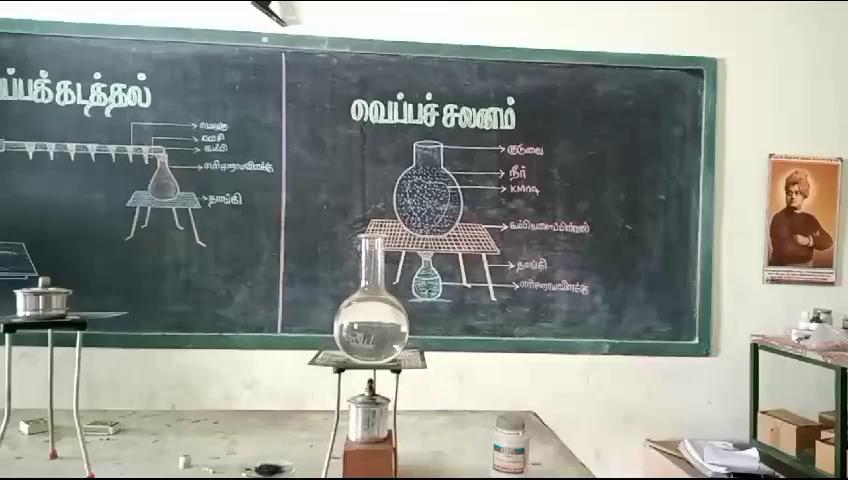 ப்பக்கடத்தல்
மெழுகு
ஊசி
கம்பி
எரிசாராயவிளக்கு
தாங்கி
வெப்பச் சலனம்
குடுவை
நீர்
KMnO4
கம்பிவலைப்பின்னல்
தாங்கி
எரிசாராயவிளக்கு